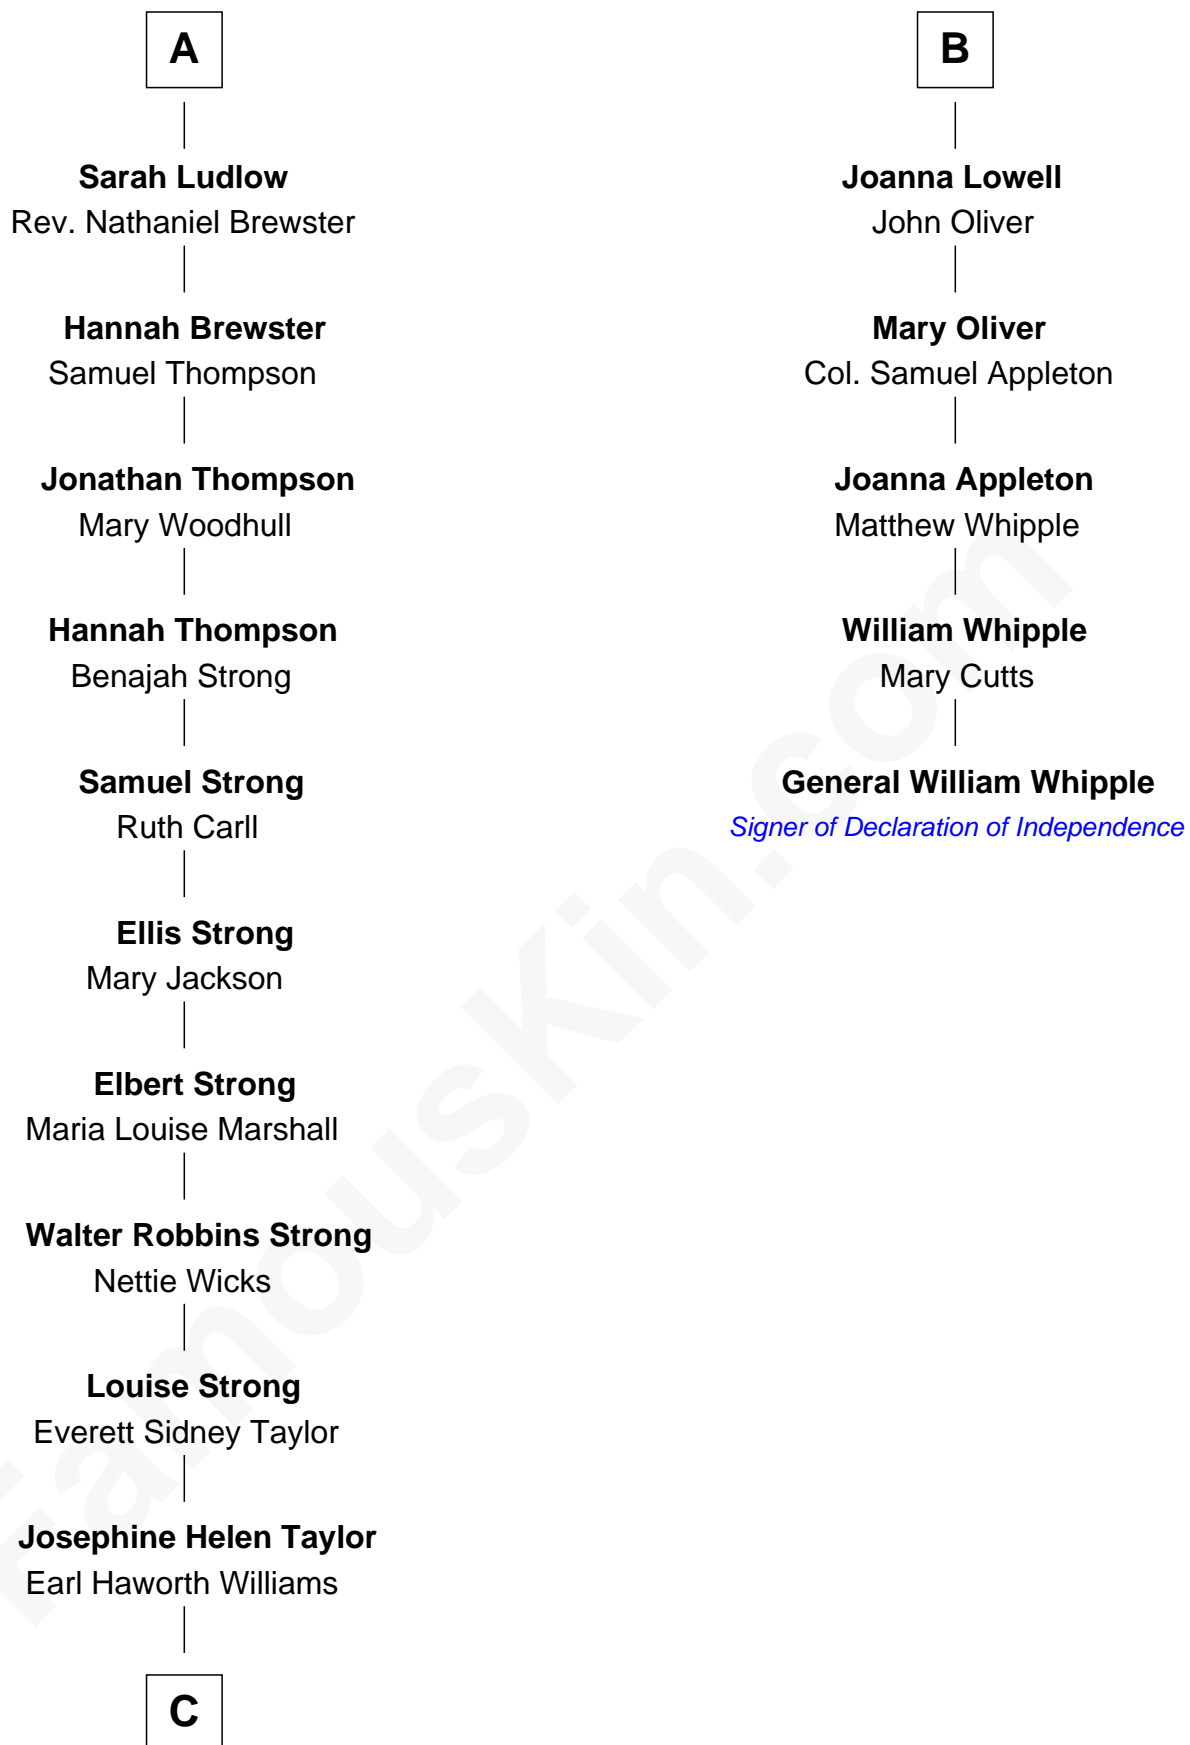 A
Sarah Ludlow
Rev. Nathaniel Brewster
Hannah Brewster
Samuel Thompson
Jonathan Thompson
Mary Woodhull
Hannah Thompson
Benajah Strong
Samuel Strong
Ruth Carll
Ellis Strong
Mary Jackson
Elbert Strong
Maria Louise Marshall
Walter Robbins Strong
Nettie Wicks
Louise Strong
Everett Sidney Taylor
Josephine Helen Taylor
Earl Haworth Williams
C
B
Joanna Lowell
John Oliver
Mary Oliver
Col. Samuel Appleton
Joanna Appleton
Matthew Whipple
William Whipple
Mary Cutts
General William Whipple
Signer of Declaration of Independence
FamousKin.com